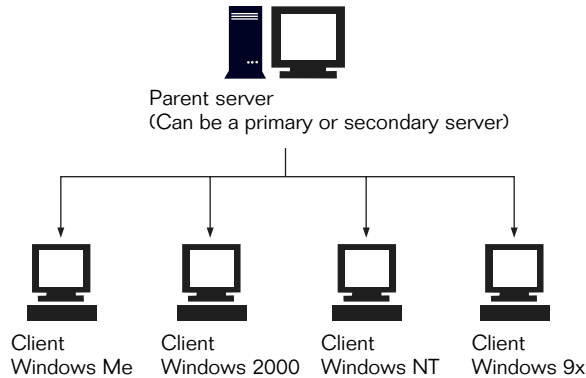 Parent server
(Can be a primary or secondary server)
Client
Windows Me
Client
Windows 2000
Client
Windows NT
Client
Windows 9x